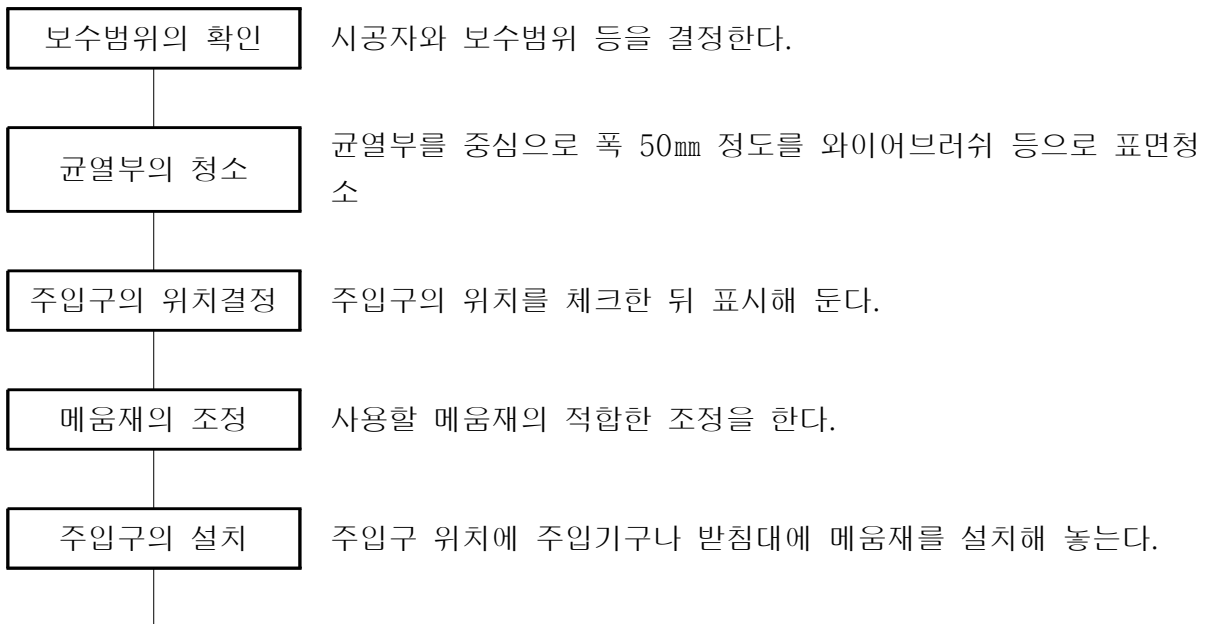 보수범위의 확인
시공자와 보수범위 등을 결정한다.
균열부의 청소
균열부를 중심으로 폭 50㎜ 정도를 와이어브러쉬 등으로 표면청
소
주입구의 위치결정
주입구의 위치를 체크한 뒤 표시해 둔다.
메움재의 조정
사용할 메움재의 적합한 조정을 한다.
주입구의 설치
주입구 위치에 주입기구나 받침대에 메움재를 설치해 놓는다.